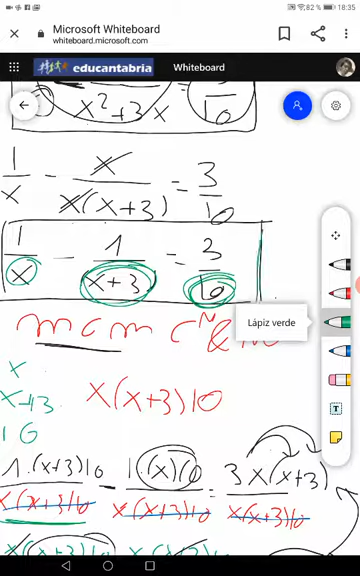 82 % 18:35
Microsoft Whiteboard
whiteboard.microsoft.com
educantabria Whiteboard
x²+3x 10
1/x - x/x(x+3) = 3/10
1/x - 1/(x+3) = 3/10
Lápiz verde
mcm
x
x+3 x(x+3)10
10
1.(x+3)10 - 1(x)10 = 3x(x+3)
x(x+3)10 x(x+3)10 x(x+3)10
x(x+3)10